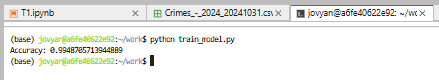 T1.ipynb
Crimes_-_2024_20241031.csv
jovyan@a6fe40622e92: ~/wor
(base) jovyan@a6fe40622e92:~/work$ python train_model.py
Accuracy: 0.9948705713944889
(base) jovyan@a6fe40622e92:~/work$